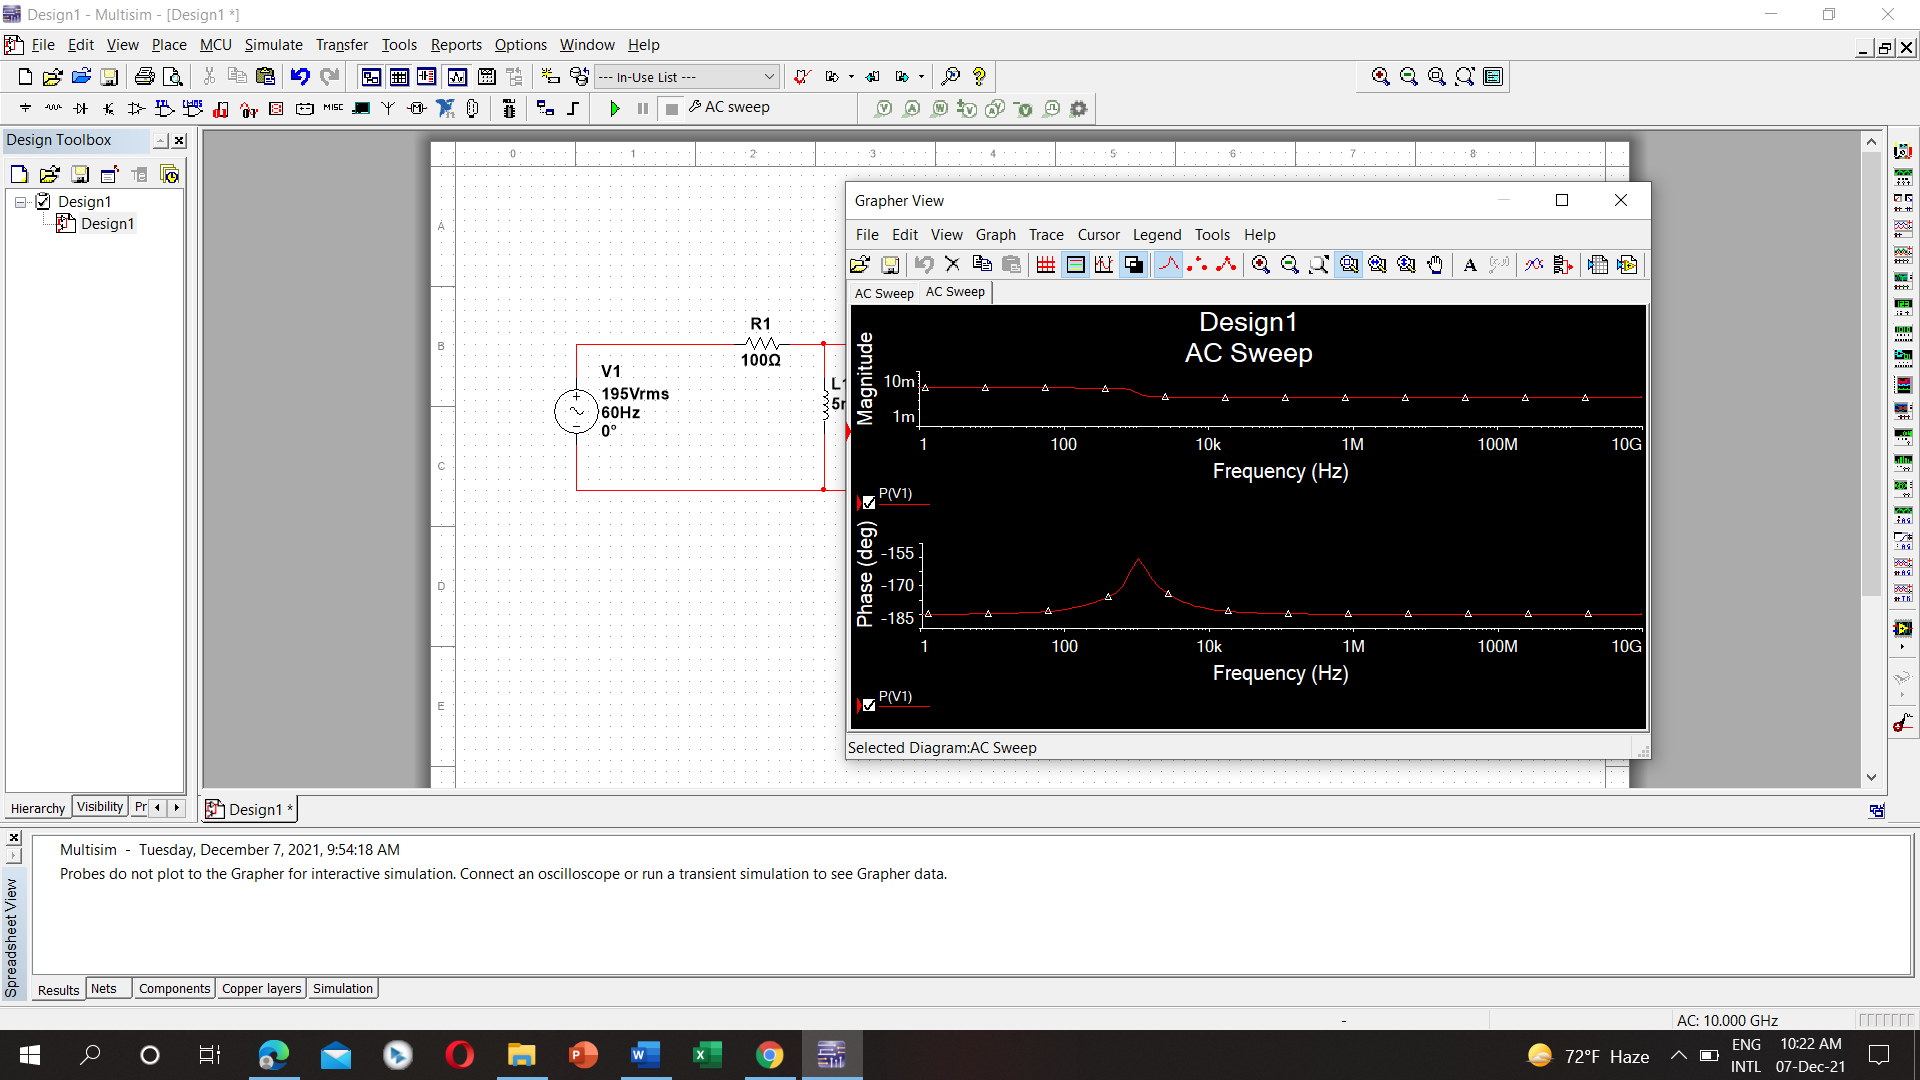 Design1 - Multisim - [Design1 *]
File Edit View Place MCU Simulate Transfer Tools Reports Options Window Help
--- In-Use List ---
MISC
AC sweep
Design Toolbox
Design1
Design1
Hierarchy Visibility Pr
0 1 2 3 4 5 6 7 8
A
B
C
D
E
R1
100Ω
V1
195Vrms
60Hz
0°
Grapher View
File Edit View Graph Trace Cursor Legend Tools Help
AC Sweep AC Sweep
Design1
AC Sweep
Magnitude
10m
1m
1 100 10k 1M 100M 10G
Frequency (Hz)
P(V1)
Phase (deg)
-155
-170
-185
1 100 10k 1M 100M 10G
Frequency (Hz)
P(V1)
Selected Diagram:AC Sweep
Design1 *
Spreadsheet View
Multisim - Tuesday, December 7, 2021, 9:54:18 AM
Probes do not plot to the Grapher for interactive simulation. Connect an oscilloscope or run a transient simulation to see Grapher data.
Results Nets Components Copper layers Simulation
- AC: 10.000 GHz
72°F Haze
ENG
INTL
10:22 AM
07-Dec-21